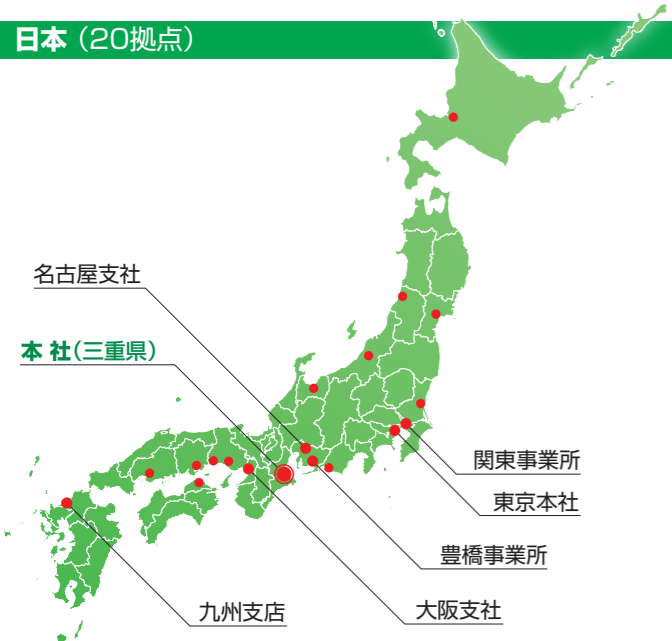 日本（20拠点）
名古屋支社
本 社（三重県）
関東事業所
東京本社
豊橋事業所
大阪支社
九州支店